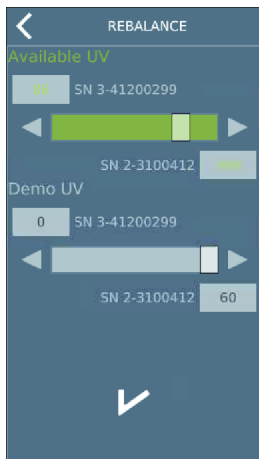 REBALANCE
Available UV
SN 3-41200299
SN 2-3100412
Demo UV
0 SN 3-41200299
SN 2-3100412 60